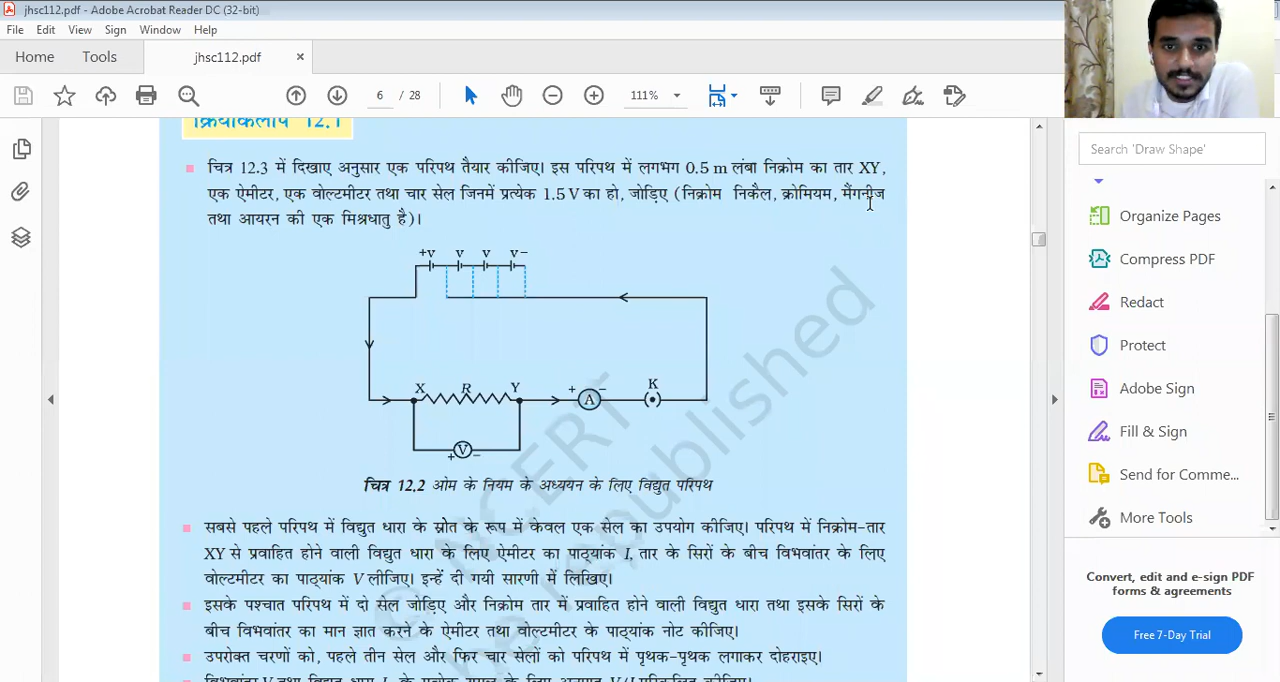 jhsc112.pdf - Adobe Acrobat Reader DC (32-bit)
File Edit View Sign Window Help
Home Tools jhsc112.pdf ×
6 / 28 111%
Search 'Draw Shape'
क्रियाकलाप 12.1
चित्र 12.3 में दिखाए अनुसार एक परिपथ तैयार कीजिए। इस परिपथ में लगभग 0.5 m लंबा निक्रोम का तार XY,
एक ऐमीटर, एक वोल्टमीटर तथा चार सेल जिनमें प्रत्येक 1.5 V का हो, जोड़िए (निक्रोम निकैल, क्रोमियम, मैंगनीज
तथा आयरन की एक मिश्रधातु है)।
+v v v v−
X R Y + A − K
+ V −
चित्र 12.2 ओम के नियम के अध्ययन के लिए विद्युत परिपथ
सबसे पहले परिपथ में विद्युत धारा के स्रोत के रूप में केवल एक सेल का उपयोग कीजिए। परिपथ में निक्रोम-तार
XY से प्रवाहित होने वाली विद्युत धारा के लिए ऐमीटर का पाठ्यांक I, तार के सिरों के बीच विभवांतर के लिए
वोल्टमीटर का पाठ्यांक V लीजिए। इन्हें दी गयी सारणी में लिखिए।
इसके पश्चात परिपथ में दो सेल जोड़िए और निक्रोम तार में प्रवाहित होने वाली विद्युत धारा तथा इसके सिरों के
बीच विभवांतर का मान ज्ञात करने के ऐमीटर तथा वोल्टमीटर के पाठ्यांक नोट कीजिए।
उपरोक्त चरणों को, पहले तीन सेल और फिर चार सेलों को परिपथ में पृथक-पृथक लगाकर दोहराइए।
© NCERT
be republished
Organize Pages
Compress PDF
Redact
Protect
Adobe Sign
Fill & Sign
Send for Comme...
More Tools
Convert, edit and e-sign PDF
forms & agreements
Free 7-Day Trial